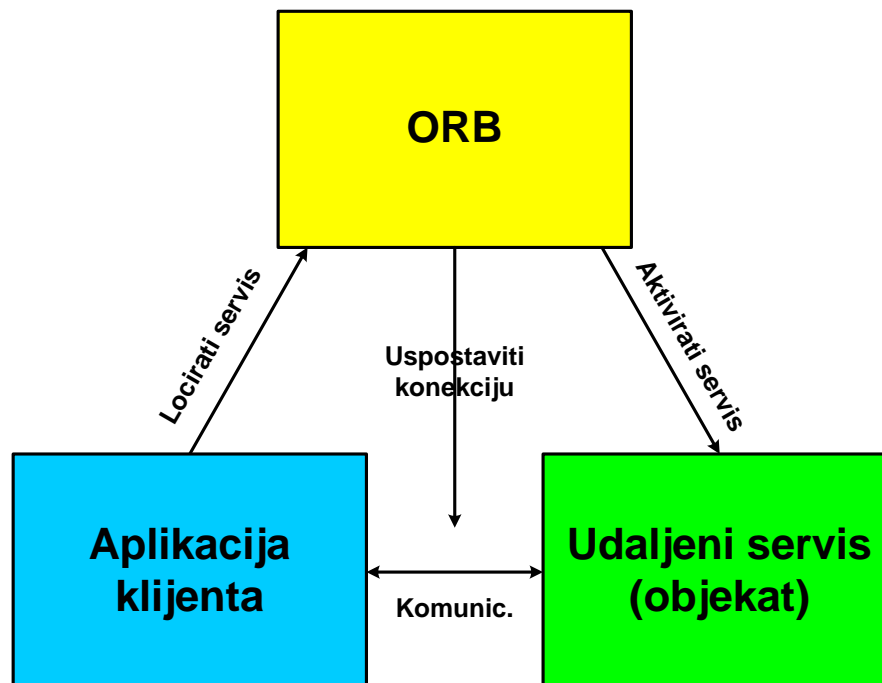 ORB
Locirati servis
Uspostaviti
konekciju
Aktivirati servis
Aplikacija
klijenta
Komunic.
Udaljeni servis
(objekat)